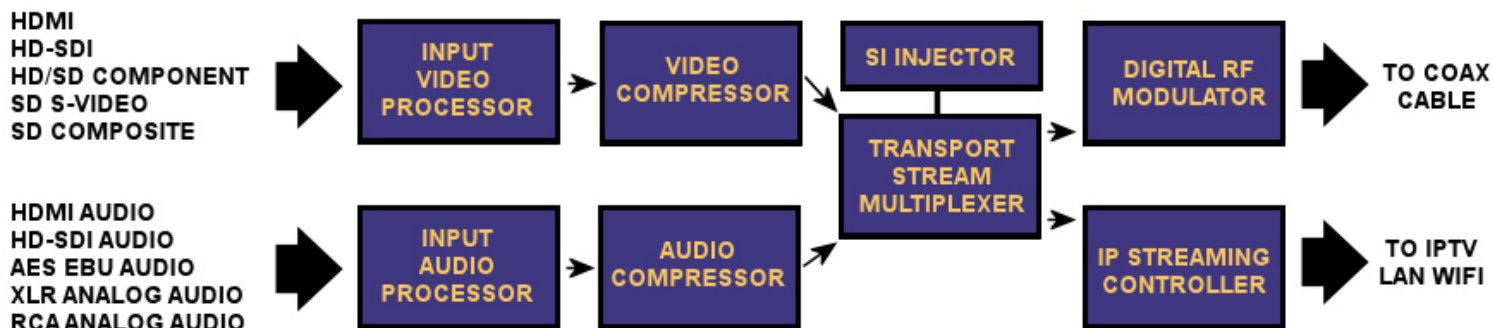 HDMI
HD-SDI
HD/SD COMPONENT
SD S-VIDEO
SD COMPOSITE
INPUT
VIDEO
PROCESSOR
VIDEO
COMPRESSOR
SI INJECTOR
TRANSPORT
STREAM
MULTIPLEXER
DIGITAL RF
MODULATOR
TO COAX
CABLE
HDMI AUDIO
HD-SDI AUDIO
AES EBU AUDIO
XLR ANALOG AUDIO
RCA ANALOG AUDIO
INPUT
AUDIO
PROCESSOR
AUDIO
COMPRESSOR
IP STREAMING
CONTROLLER
TO IPTV
LAN WIFI